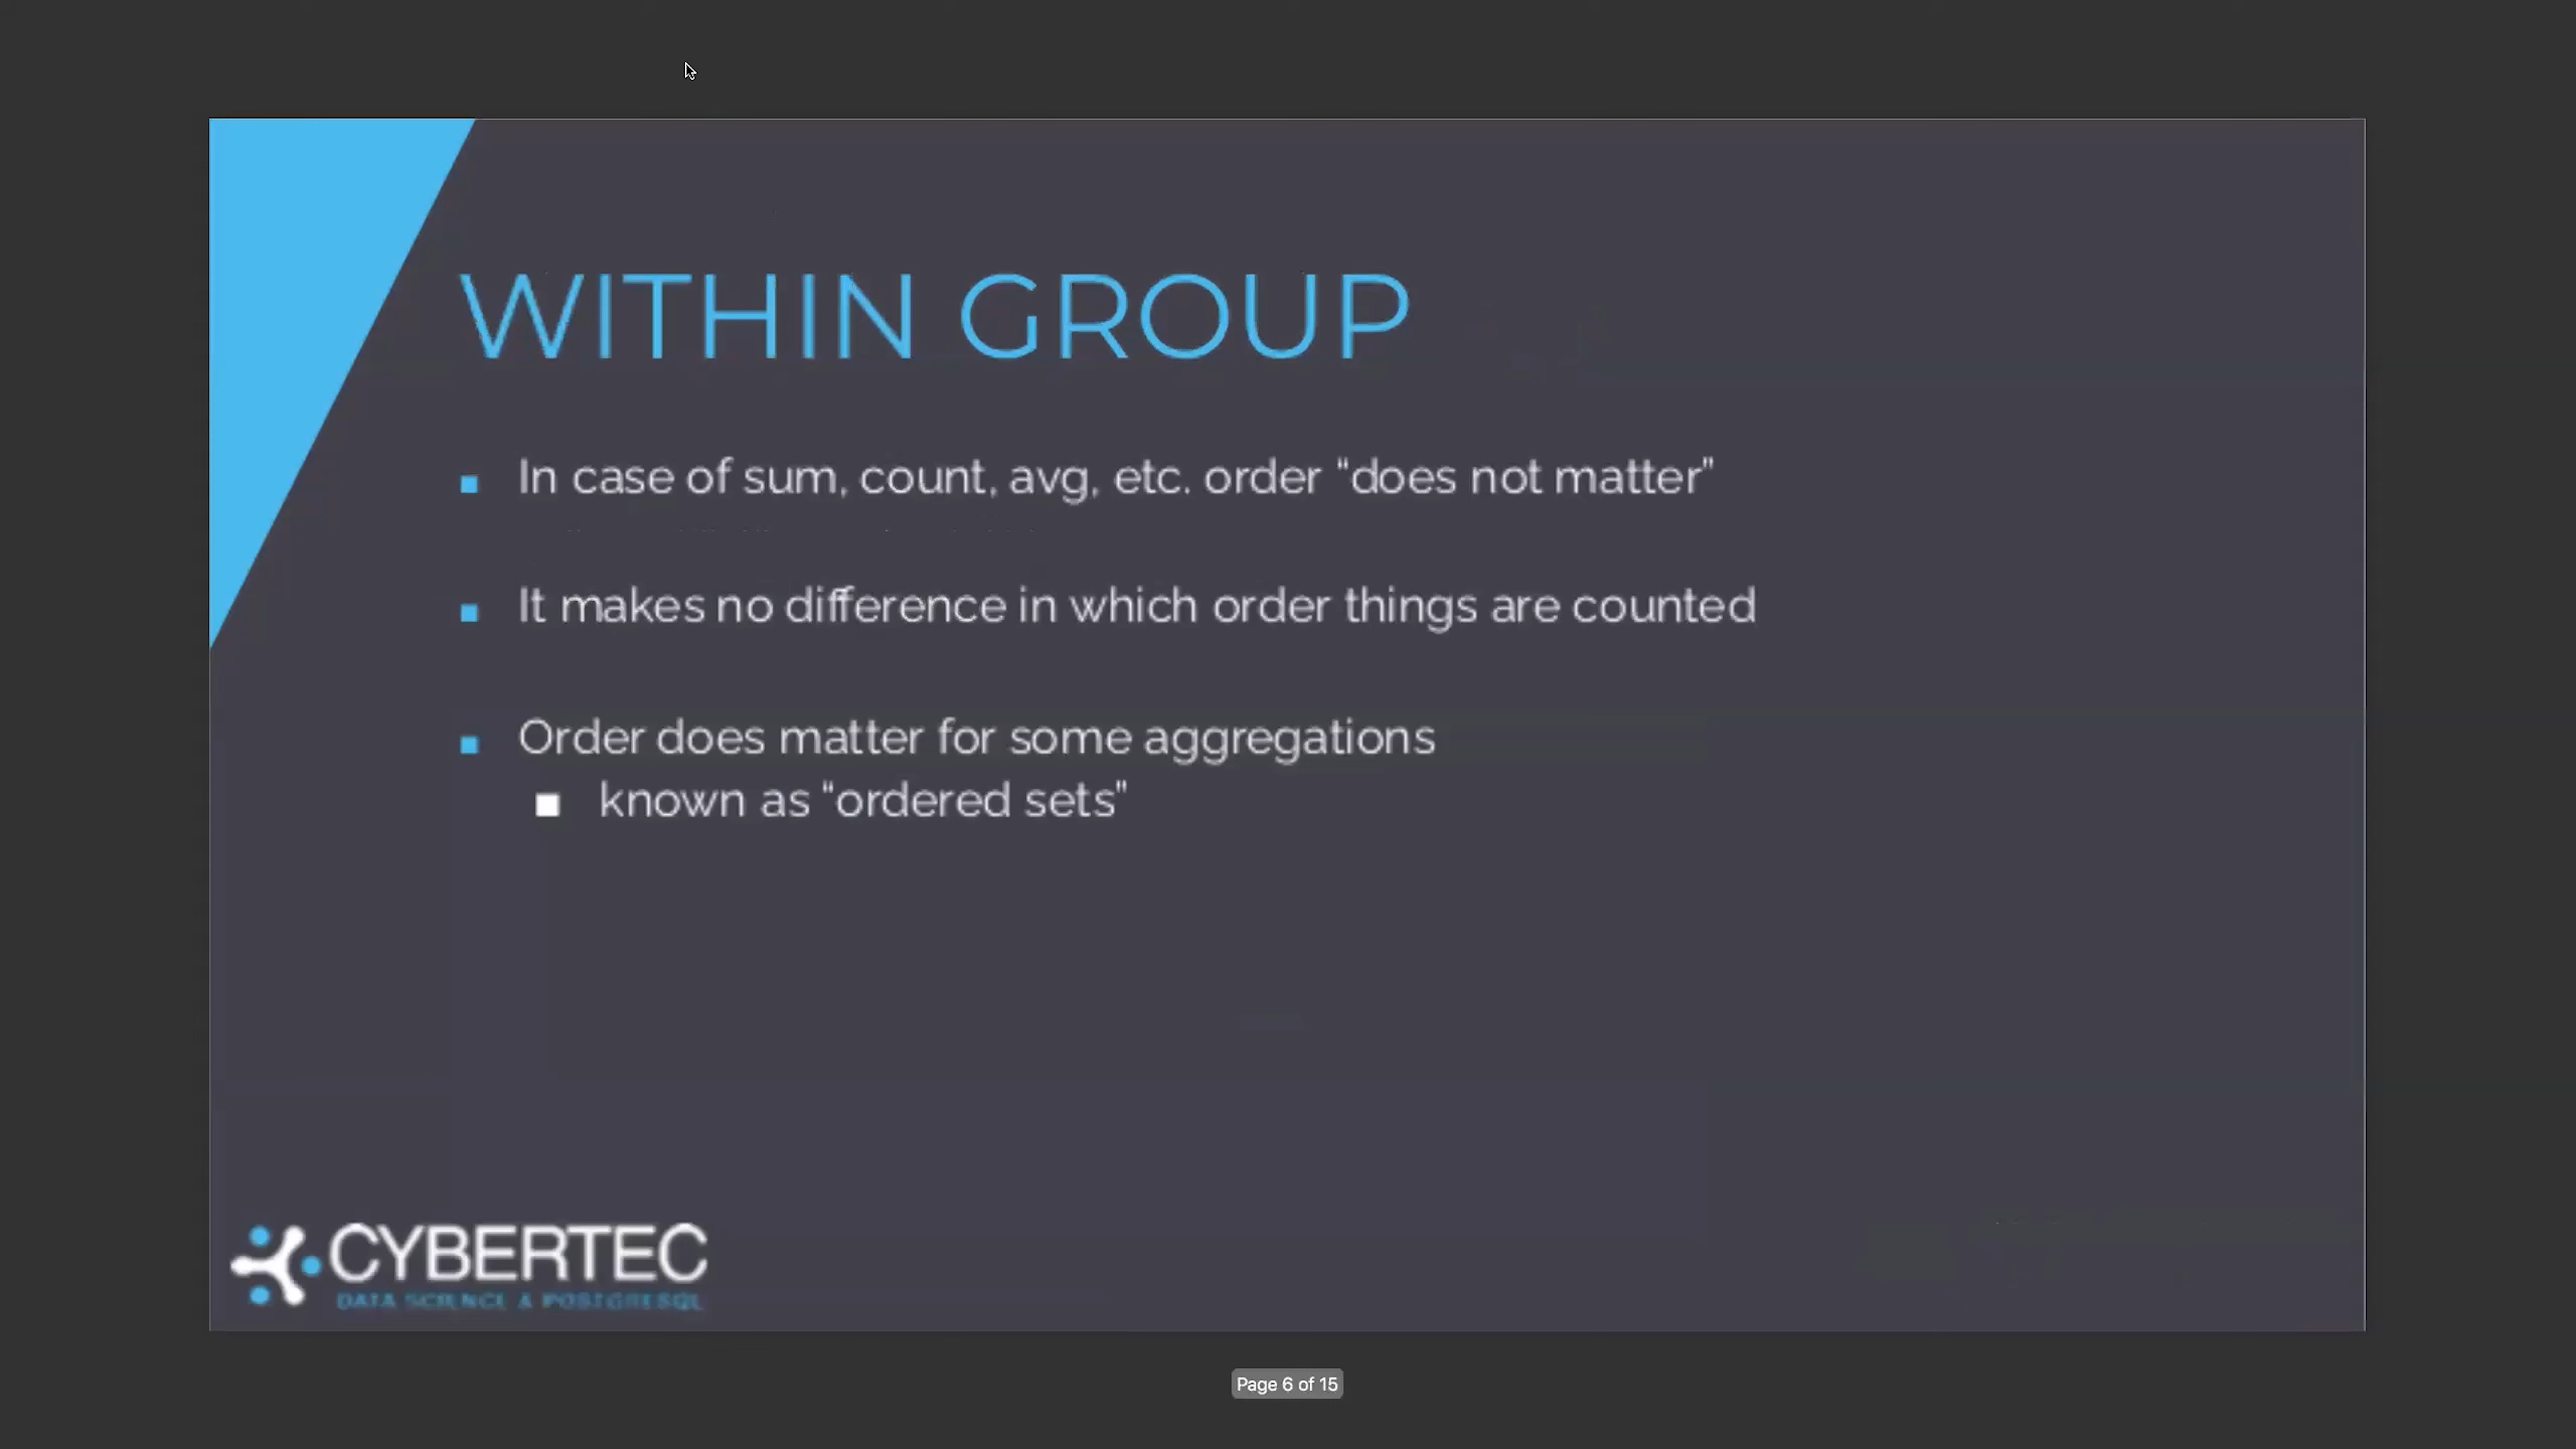 WITHIN GROUP
In case of sum, count, avg, etc. order “does not matter”
It makes no difference in which order things are counted
Order does matter for some aggregations
known as “ordered sets”
CYBERTEC
DATA SCIENCE & POSTGRESQL
Page 6 of 15